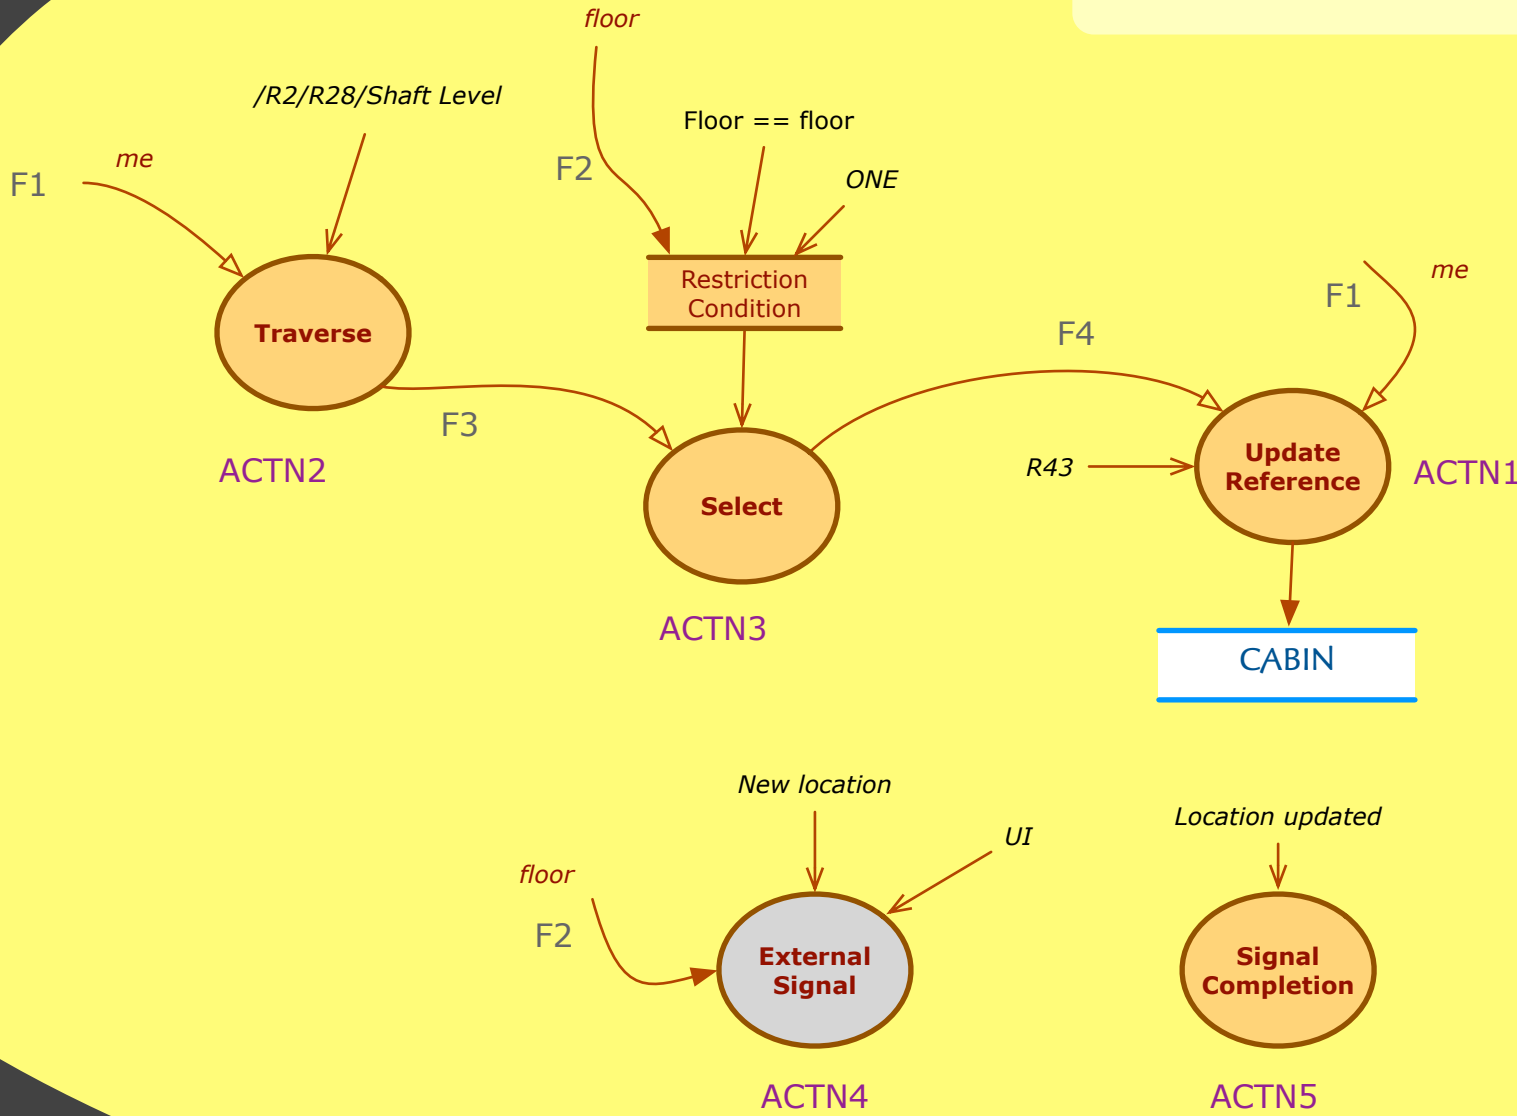 floor
/R2/R28/Shaft Level
Floor == floor
me
F2
ONE
F1
Restriction
Condition
me
F1
Traverse
F4
F3
Update
Reference
R43
ACTN1
ACTN2
Select
ACTN3
CABIN
New location
Location updated
UI
floor
F2
External
Signal
Signal
Completion
ACTN4
ACTN5